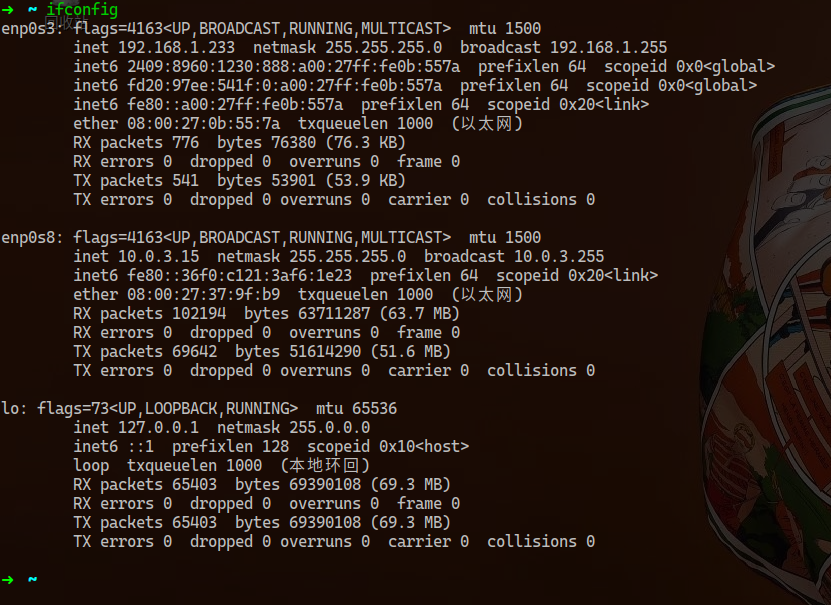 ➜ ~ ifconfig
回收站
enp0s3: flags=4163<UP,BROADCAST,RUNNING,MULTICAST>  mtu 1500
        inet 192.168.1.233  netmask 255.255.255.0  broadcast 192.168.1.255
        inet6 2409:8960:1230:888:a00:27ff:fe0b:557a  prefixlen 64  scopeid 0x0<global>
        inet6 fd20:97ee:541f:0:a00:27ff:fe0b:557a  prefixlen 64  scopeid 0x0<global>
        inet6 fe80::a00:27ff:fe0b:557a  prefixlen 64  scopeid 0x20<link>
        ether 08:00:27:0b:55:7a  txqueuelen 1000  (以太网)
        RX packets 776  bytes 76380 (76.3 KB)
        RX errors 0  dropped 0  overruns 0  frame 0
        TX packets 541  bytes 53901 (53.9 KB)
        TX errors 0  dropped 0 overruns 0  carrier 0  collisions 0

enp0s8: flags=4163<UP,BROADCAST,RUNNING,MULTICAST>  mtu 1500
        inet 10.0.3.15  netmask 255.255.255.0  broadcast 10.0.3.255
        inet6 fe80::36f0:c121:3af6:1e23  prefixlen 64  scopeid 0x20<link>
        ether 08:00:27:37:9f:b9  txqueuelen 1000  (以太网)
        RX packets 102194  bytes 63711287 (63.7 MB)
        RX errors 0  dropped 0  overruns 0  frame 0
        TX packets 69642  bytes 51614290 (51.6 MB)
        TX errors 0  dropped 0 overruns 0  carrier 0  collisions 0

lo: flags=73<UP,LOOPBACK,RUNNING>  mtu 65536
        inet 127.0.0.1  netmask 255.0.0.0
        inet6 ::1  prefixlen 128  scopeid 0x10<host>
        loop  txqueuelen 1000  (本地环回)
        RX packets 65403  bytes 69390108 (69.3 MB)
        RX errors 0  dropped 0  overruns 0  frame 0
        TX packets 65403  bytes 69390108 (69.3 MB)
        TX errors 0  dropped 0 overruns 0  carrier 0  collisions 0

➜ ~